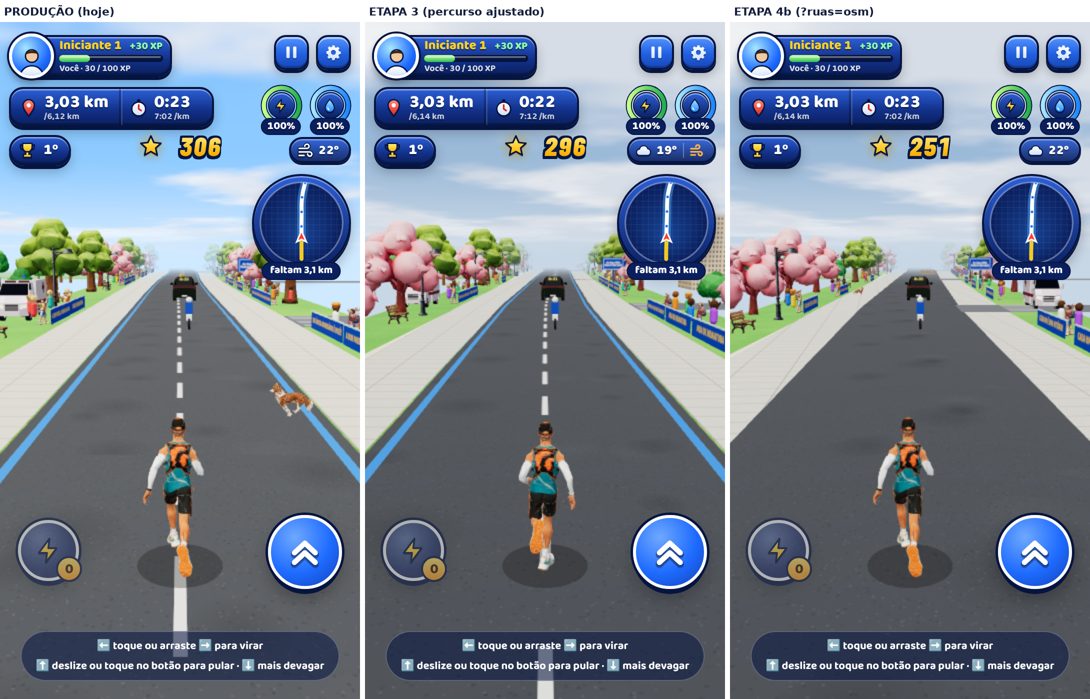 PRODUÇÃO (hoje)
Iniciante 1 +30 XP
Você · 30 / 100 XP
3,03 km
/6,12 km
0:23
7:02 /km
100%
100%
1º
306
22°
faltam 3,1 km
0
⬅ toque ou arraste ➡ para virar
⬆ deslize ou toque no botão para pular · ⬇ mais devagar
ETAPA 3 (percurso ajustado)
Iniciante 1 +30 XP
Você · 30 / 100 XP
3,03 km
/6,14 km
0:22
7:12 /km
100%
100%
1º
296
19°
faltam 3,1 km
0
⬅ toque ou arraste ➡ para virar
⬆ deslize ou toque no botão para pular · ⬇ mais devagar
ETAPA 4b (?ruas=osm)
Iniciante 1 +30 XP
Você · 30 / 100 XP
3,03 km
/6,14 km
0:23
7:02 /km
100%
100%
1º
251
22°
faltam 3,1 km
0
⬅ toque ou arraste ➡ para virar
⬆ deslize ou toque no botão para pular · ⬇ mais devagar